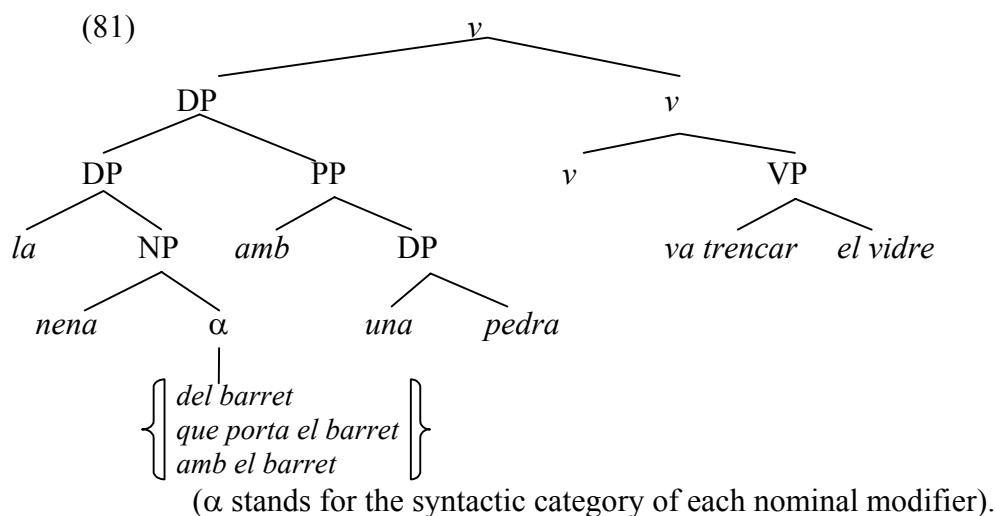 (81) v
DP v
DP PP v VP
la NP amb DP va trencar el vidre
nena α una pedra
del barret
que porta el barret
amb el barret
(α stands for the syntactic category of each nominal modifier).